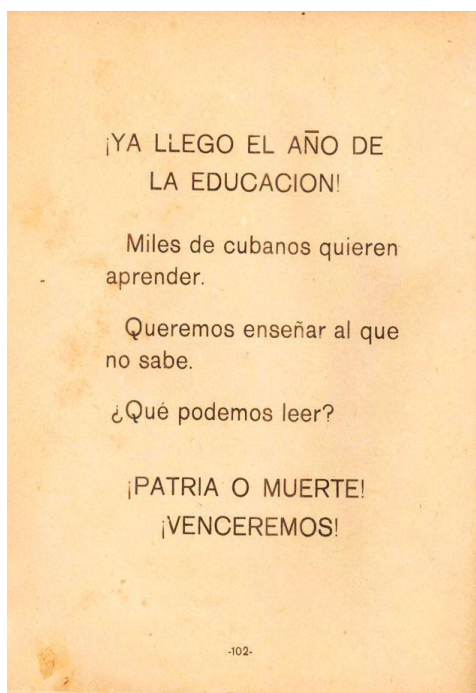 ¡YA LLEGO EL AÑO DE
LA EDUCACION!
Miles de cubanos quieren
aprender.
Queremos enseñar al que
no sabe.
¿Qué podemos leer?
¡PATRIA O MUERTE!
¡VENCEREMOS!
-102-